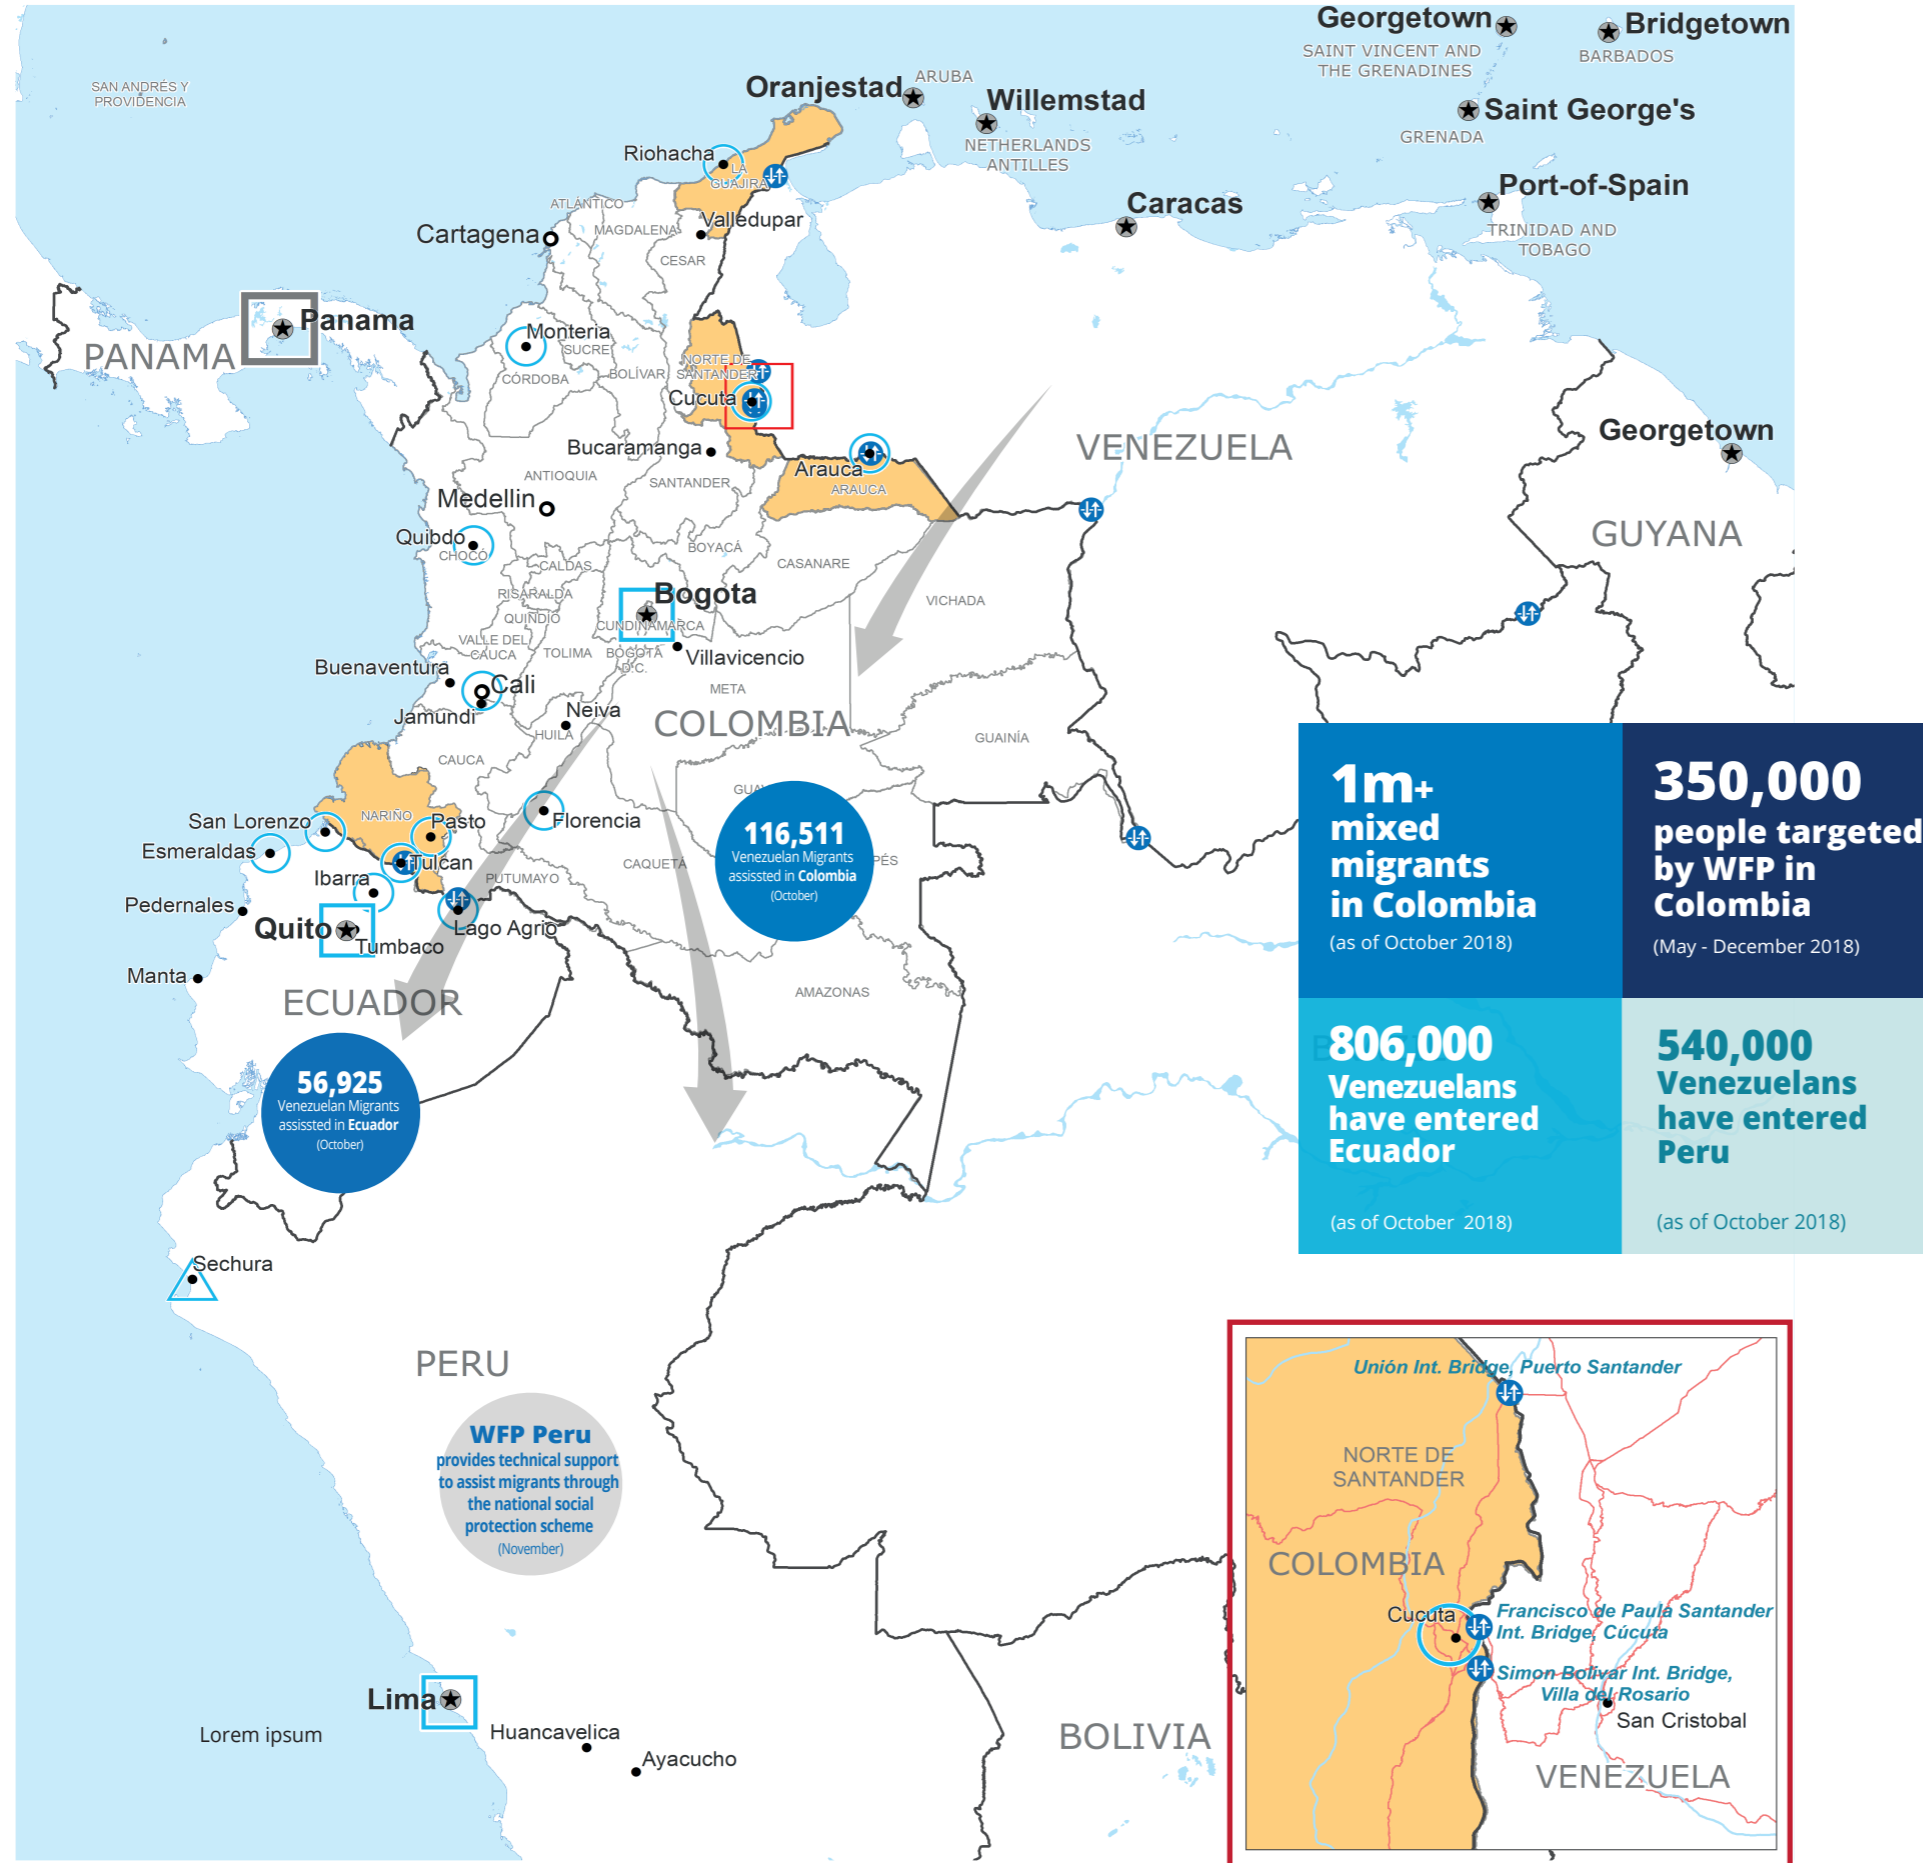 Georgetown
Bridgetown
SAINT VINCENT AND
THE GRENADINES
BARBADOS
SAN ANDRÉS Y
PROVIDENCIA
Oranjestad
ARUBA
Willemstad
NETHERLANDS
ANTILLES
Saint George's
GRENADA
Riohacha
LA
GUAJIRA
Port-of-Spain
TRINIDAD AND
TOBAGO
Caracas
ATLÁNTICO
MAGDALENA
Valledupar
Cartagena
CESAR
Panama
PANAMA
Monteria
SUCRE
CÓRDOBA
BOLÍVAR
NORTE DE
SANTANDER
Cucuta
Bucaramanga
VENEZUELA
Georgetown
Arauca
ARAUCA
ANTIOQUIA
SANTANDER
Medellin
GUYANA
Quibdo
CHOCÓ
BOYACÁ
CASANARE
CALDAS
RISARALDA
Bogota
VICHADA
QUINDÍO
CUNDINAMARCA
VALLE DEL
CAUCA
TOLIMA
BOGOTÁ
D.C.
Villavicencio
Buenaventura
Cali
META
Jamundi
Neiva
COLOMBIA
HUILA
GUAINÍA
CAUCA
GUAV
PÉS
NARIÑO
San Lorenzo
Pasto
Florencia
Esmeraldas
Tulcan
CAQUETÁ
Ibarra
PUTUMAYO
Pedernales
Quito
Tumbaco
Lago Agrio
Manta
ECUADOR
AMAZONAS
116,511
Venezuelan Migrants
assissted in Colombia
(October)
1m+
mixed
migrants
in Colombia
(as of October 2018)
350,000
people targeted
by WFP in
Colombia
(May - December 2018)
56,925
Venezuelan Migrants
assissted in Ecuador
(October)
806,000
Venezuelans
have entered
Ecuador
(as of October 2018)
540,000
Venezuelans
have entered
Peru
(as of October 2018)
Sechura
PERU
WFP Peru
provides technical support
to assist migrants through
the national social
protection scheme
(November)
Lima
Lorem ipsum
Huancavelica
Ayacucho
BOLIVIA
Unión Int. Bridge, Puerto Santander
NORTE DE
SANTANDER
COLOMBIA
Cucuta
Francisco de Paula Santander
Int. Bridge, Cúcuta
Simon Bolivar Int. Bridge,
Villa del Rosario
San Cristobal
VENEZUELA